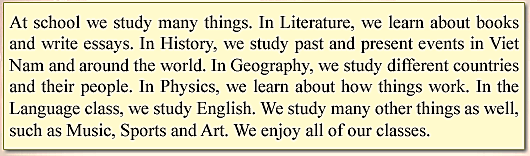 At school we study many things. In Literature, we learn about books
and write essays. In History, we study past and present events in Viet
Nam and around the world. In Geography, we study different countries
and their people. In Physics, we learn about how things work. In the
Language class, we study English. We study many other things as well,
such as Music, Sports and Art. We enjoy all of our classes.